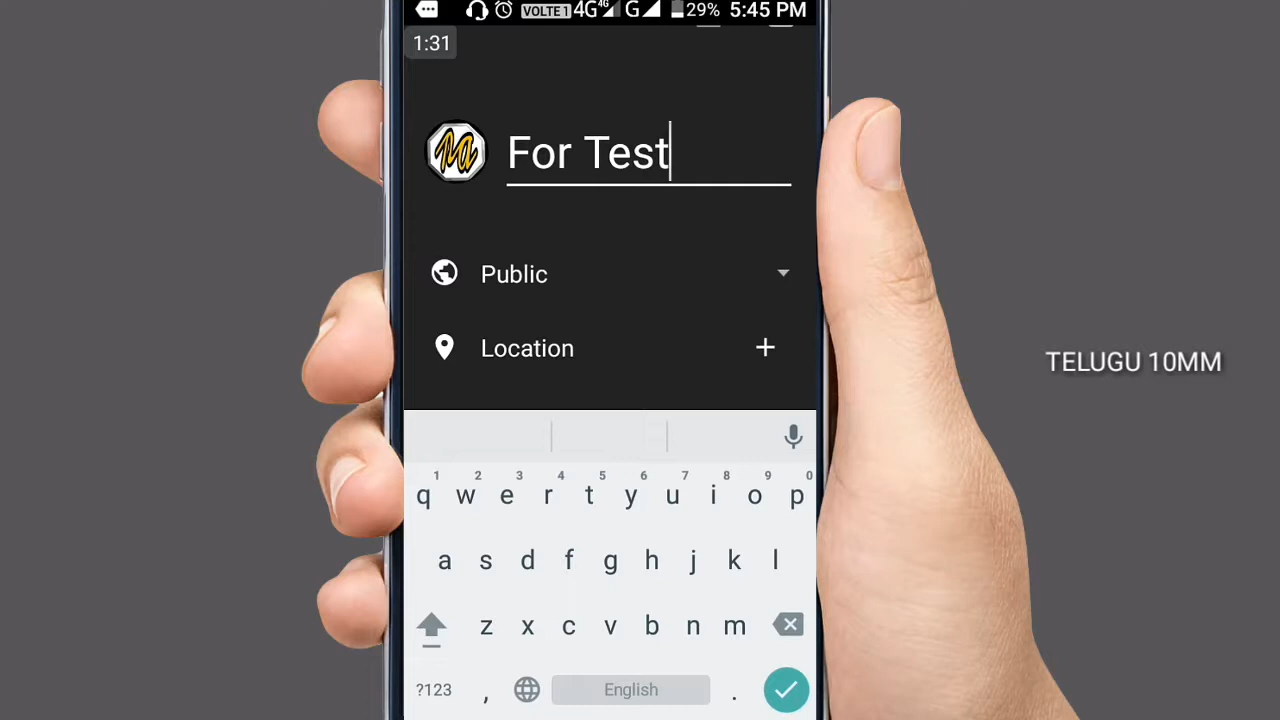 VOLTE 1 4G 4G G 29% 5:45 PM
1:31
For Test
Public
Location +
TELUGU 10MM
1 2 3 4 5 6 7 8 9 0
q w e r t y u i o p
a s d f g h j k l
z x c v b n m
?123 , English .